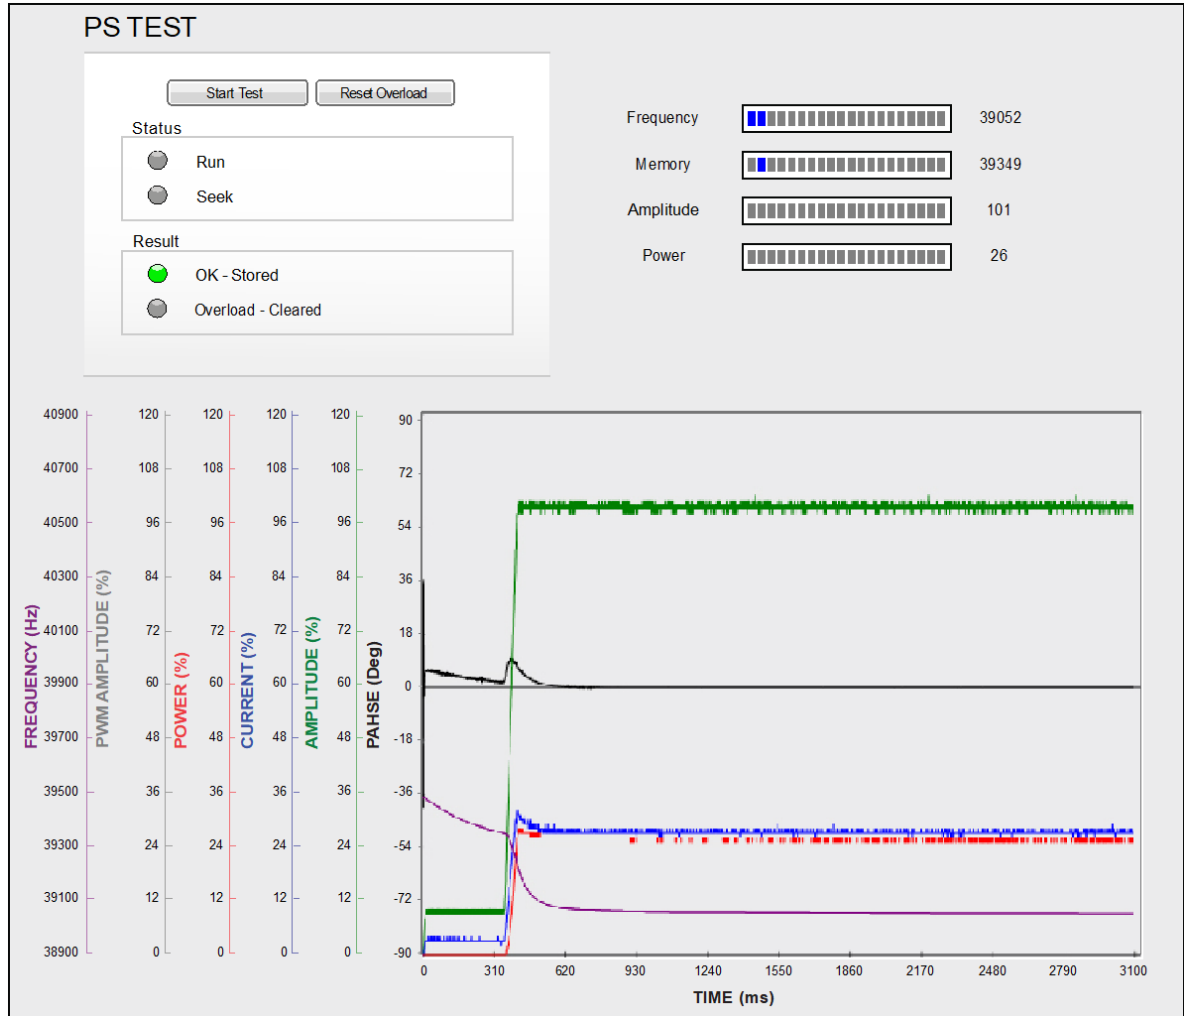 PS TEST
Start Test Reset Overload
Status
Run
Seek
Result
OK - Stored
Overload - Cleared
Frequency 39052
Memory 39349
Amplitude 101
Power 26
40900 120 120 120 120 90
40700 108 108 108 108 72
40500 96 96 96 96 54
40300 84 84 84 84 36
40100 72 72 72 72 18
39900 60 60 60 60 0
39700 48 48 48 48 -18
39500 36 36 36 36 -36
39300 24 24 24 24 -54
39100 12 12 12 12 -72
38900 0 0 0 0 -90
FREQUENCY (Hz)
PWM AMPLITUDE (%)
POWER (%)
CURRENT (%)
AMPLITUDE (%)
PAHSE (Deg)
0 310 620 930 1240 1550 1860 2170 2480 2790 3100
TIME (ms)